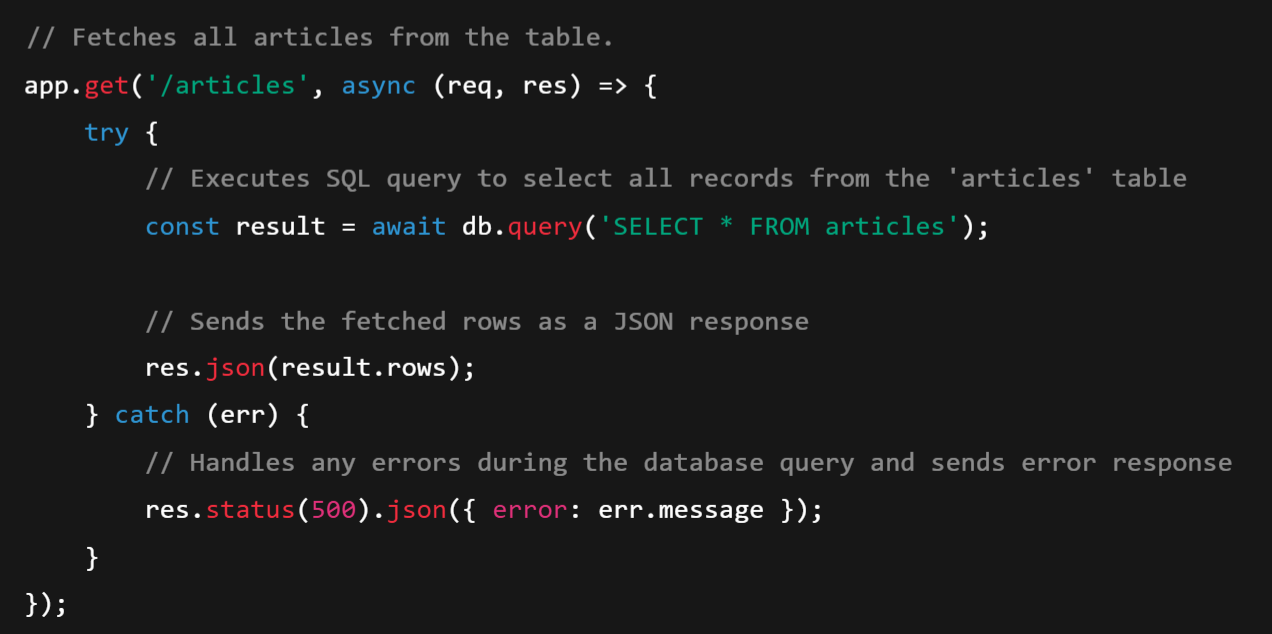 // Fetches all articles from the table.
app.get('/articles', async (req, res) => {
    try {
        // Executes SQL query to select all records from the 'articles' table
        const result = await db.query('SELECT * FROM articles');

        // Sends the fetched rows as a JSON response
        res.json(result.rows);
    } catch (err) {
        // Handles any errors during the database query and sends error response
        res.status(500).json({ error: err.message });
    }
});